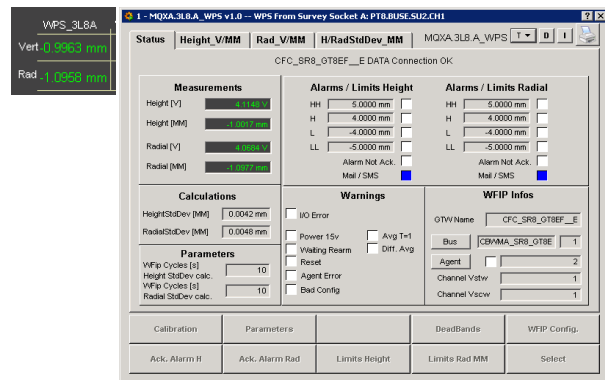 WPS_3L8A
Vert -0.9963 mm
Rad -1.0958 mm
1 - MQXA.3L8.A_WPS v1.0 -- WPS From Survey Socket A: PT8.BUSE.SU2.CH1
Status Height_V/MM Rad_V/MM H/RadStdDev_MM MQXA.3L8.A_WPS T D I
CFC_SR8_GT8EF__E DATA Connection OK
Measurements
Height [V] 4.1148 V
Height [MM] -1.0017 mm
Radial [V] 4.0684 V
Radial [MM] -1.0977 mm
Alarms / Limits Height
HH 5.0000 mm
H 4.0000 mm
L -4.0000 mm
LL -5.0000 mm
Alarm Not Ack.
Mail / SMS
Alarms / Limits Radial
HH 5.0000 mm
H 4.0000 mm
L -4.0000 mm
LL -5.0000 mm
Alarm Not Ack.
Mail / SMS
Calculations
HeightStdDev [MM] 0.0042 mm
RadialStdDev [MM] 0.0048 mm
Parameters
WFip Cycles [s]
Height StdDev calc. 10
WFip Cycles [s]
Radial StdDev calc. 10
Warnings
I/O Error
Power 15v Avg T=1
Waiting Rearm Diff. Avg
Reset
Agent Error
Bad Config
WFIP Infos
GTW Name CFC_SR8_GT8EF__E
Bus CBWMA_SR8_GT8E 1
Agent 2
Channel Vstw 1
Channel Vscw 1
Calibration Parameters DeadBands WFIP Config.
Ack. Alarm H Ack. Alarm Rad Limits Height Limits Rad MM Select